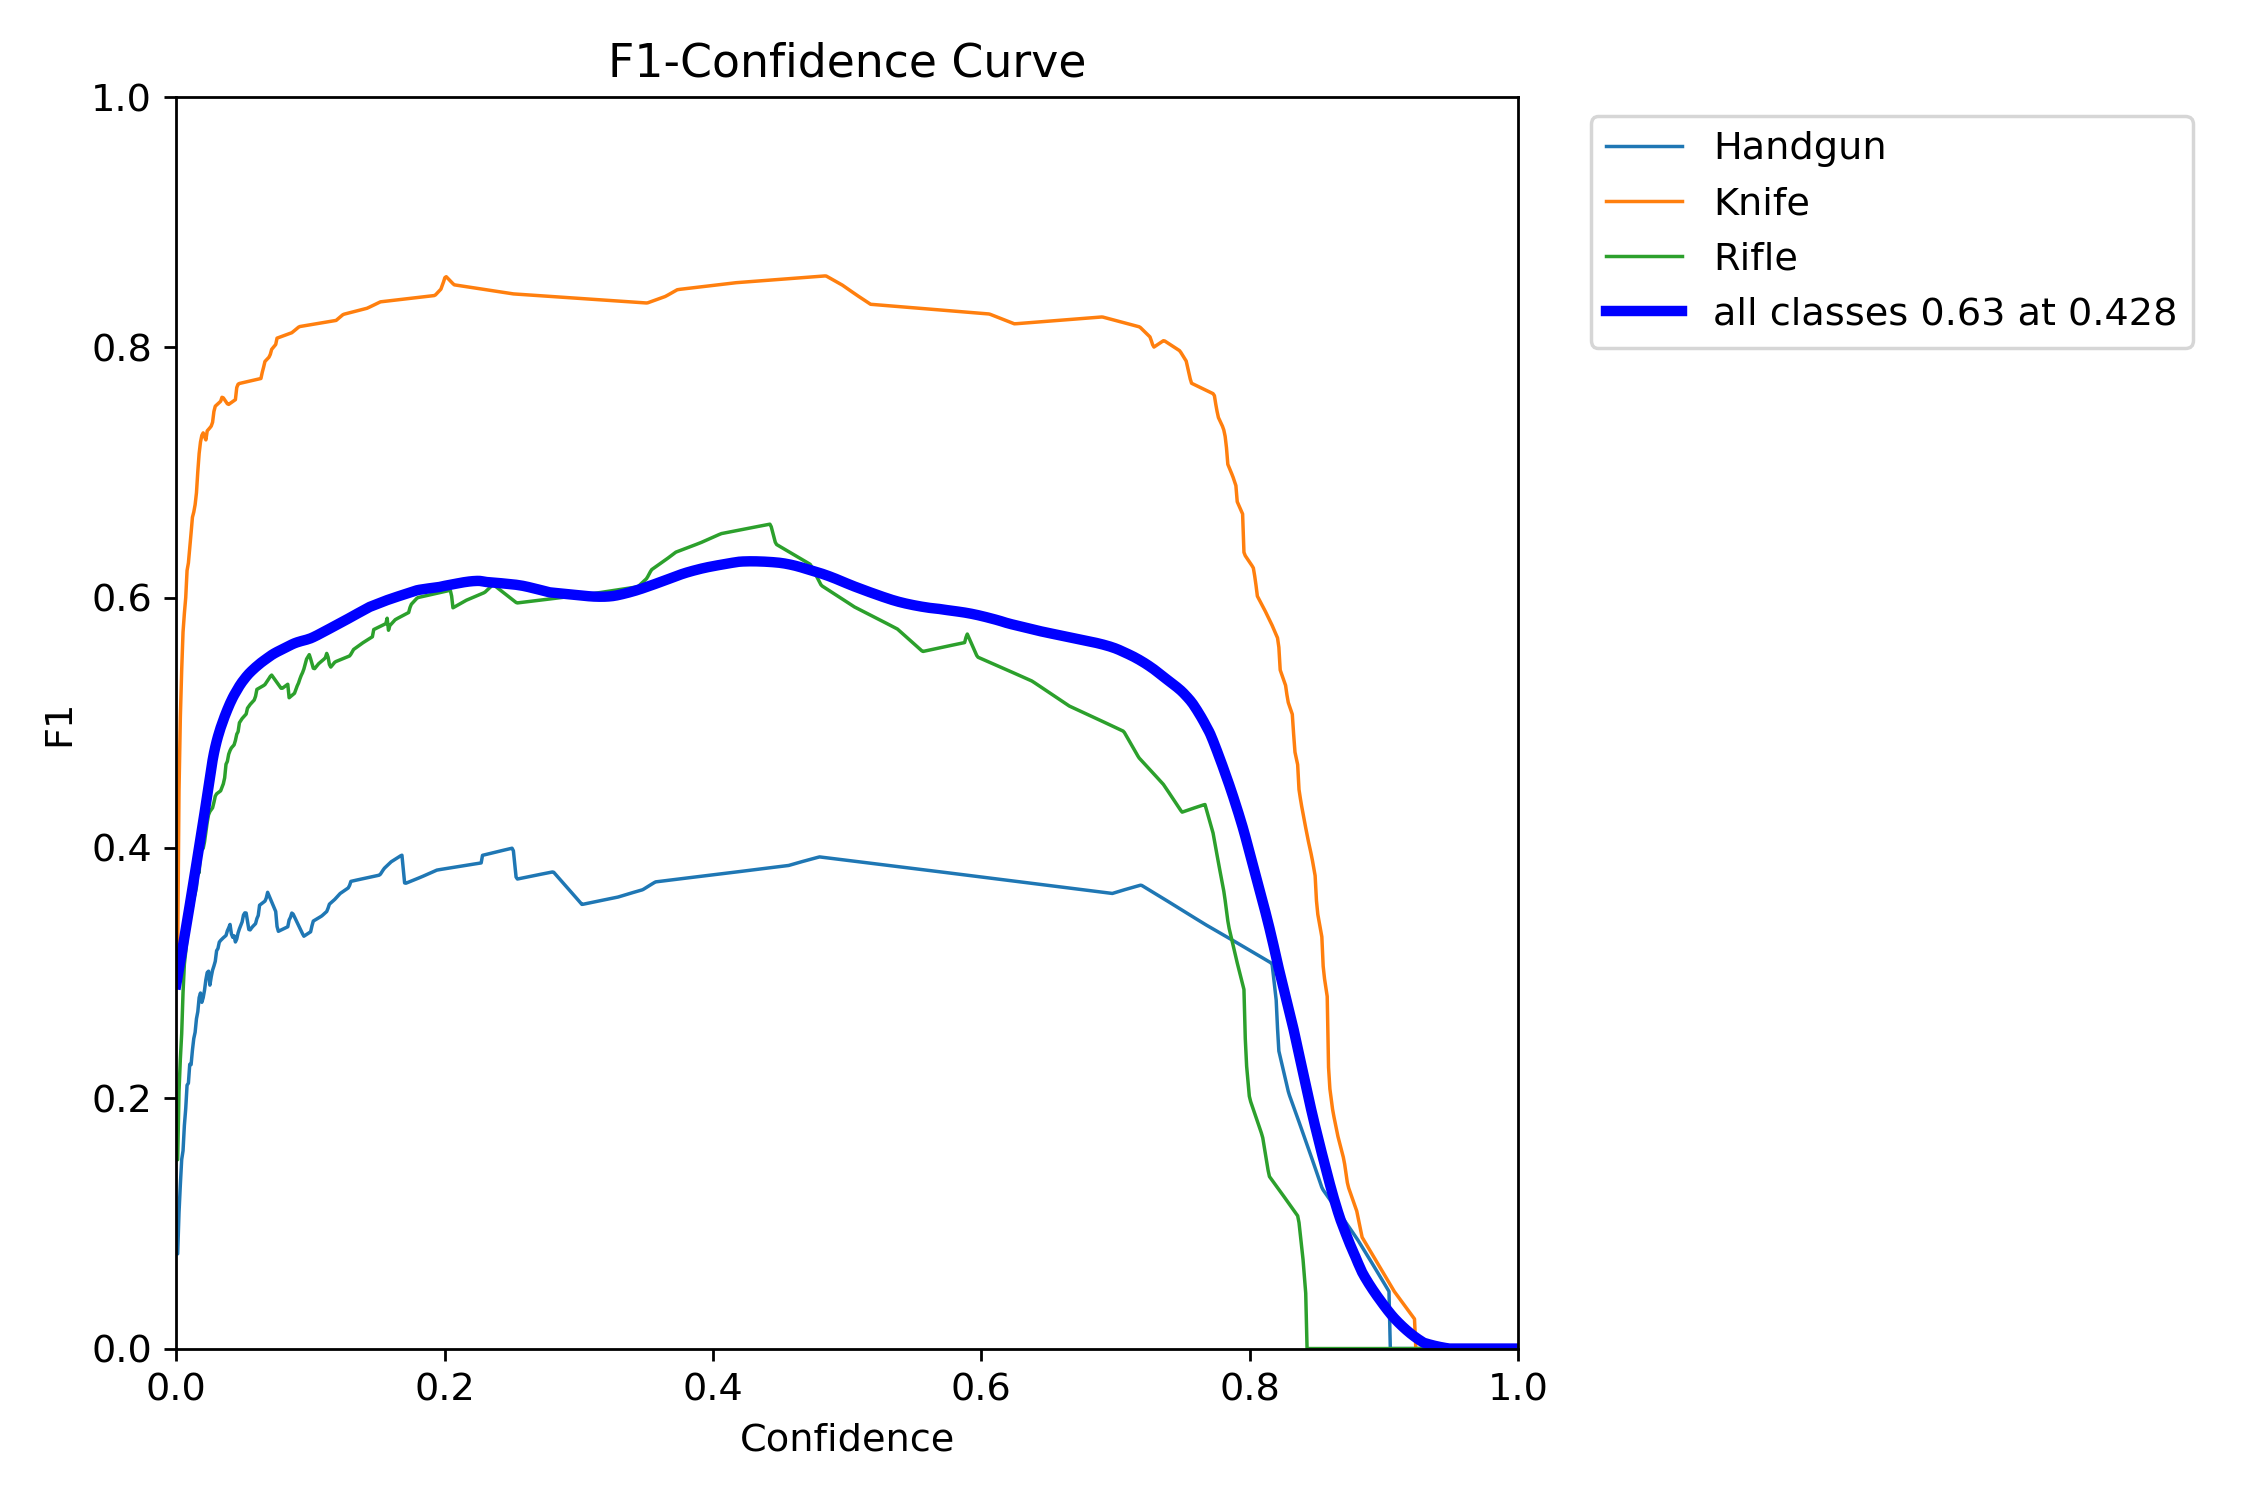 F1-Confidence Curve
1.0
0.8
0.6
0.4
0.2
0.0
F1
0.0 0.2 0.4 0.6 0.8 1.0
Confidence
Handgun
Knife
Rifle
all classes 0.63 at 0.428